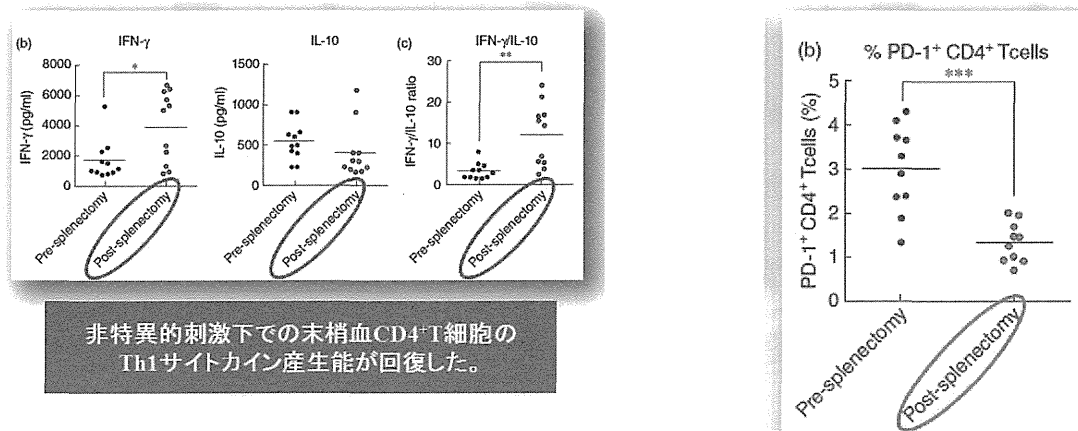 (b)
IFN-γ
IL-10
(c)
IFN-γ/IL-10
IFN-γ (pg/ml)
8000
6000
4000
2000
0
*
Pre-splenectomy
Post-splenectomy
IL-10 (pg/ml)
1500
1000
500
0
Pre-splenectomy
Post-splenectomy
IFN-γ/IL-10 ratio
30
20
10
0
**
Pre-splenectomy
Post-splenectomy
非特異的刺激下での末梢血CD4⁺T細胞の
Th1サイトカイン産生能が回復した。
(b)
% PD-1⁺ CD4⁺ Tcells
PD-1⁺ CD4⁺ Tcells (%)
5
4
3
2
1
0
***
Pre-splenectomy
Post-splenectomy